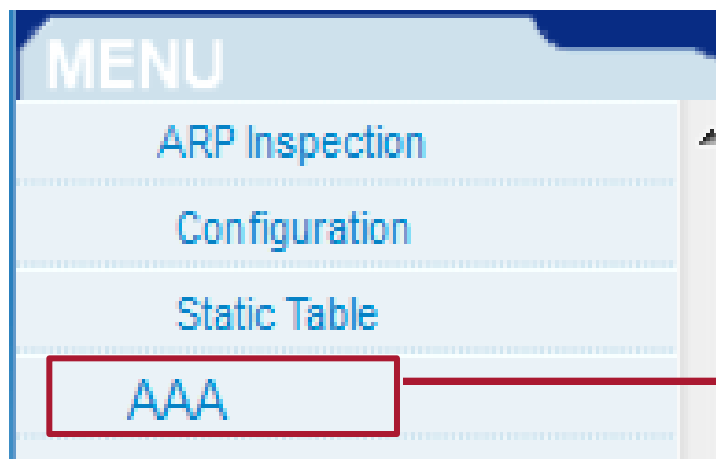 MENU
ARP Inspection
Configuration
Static Table
AAA